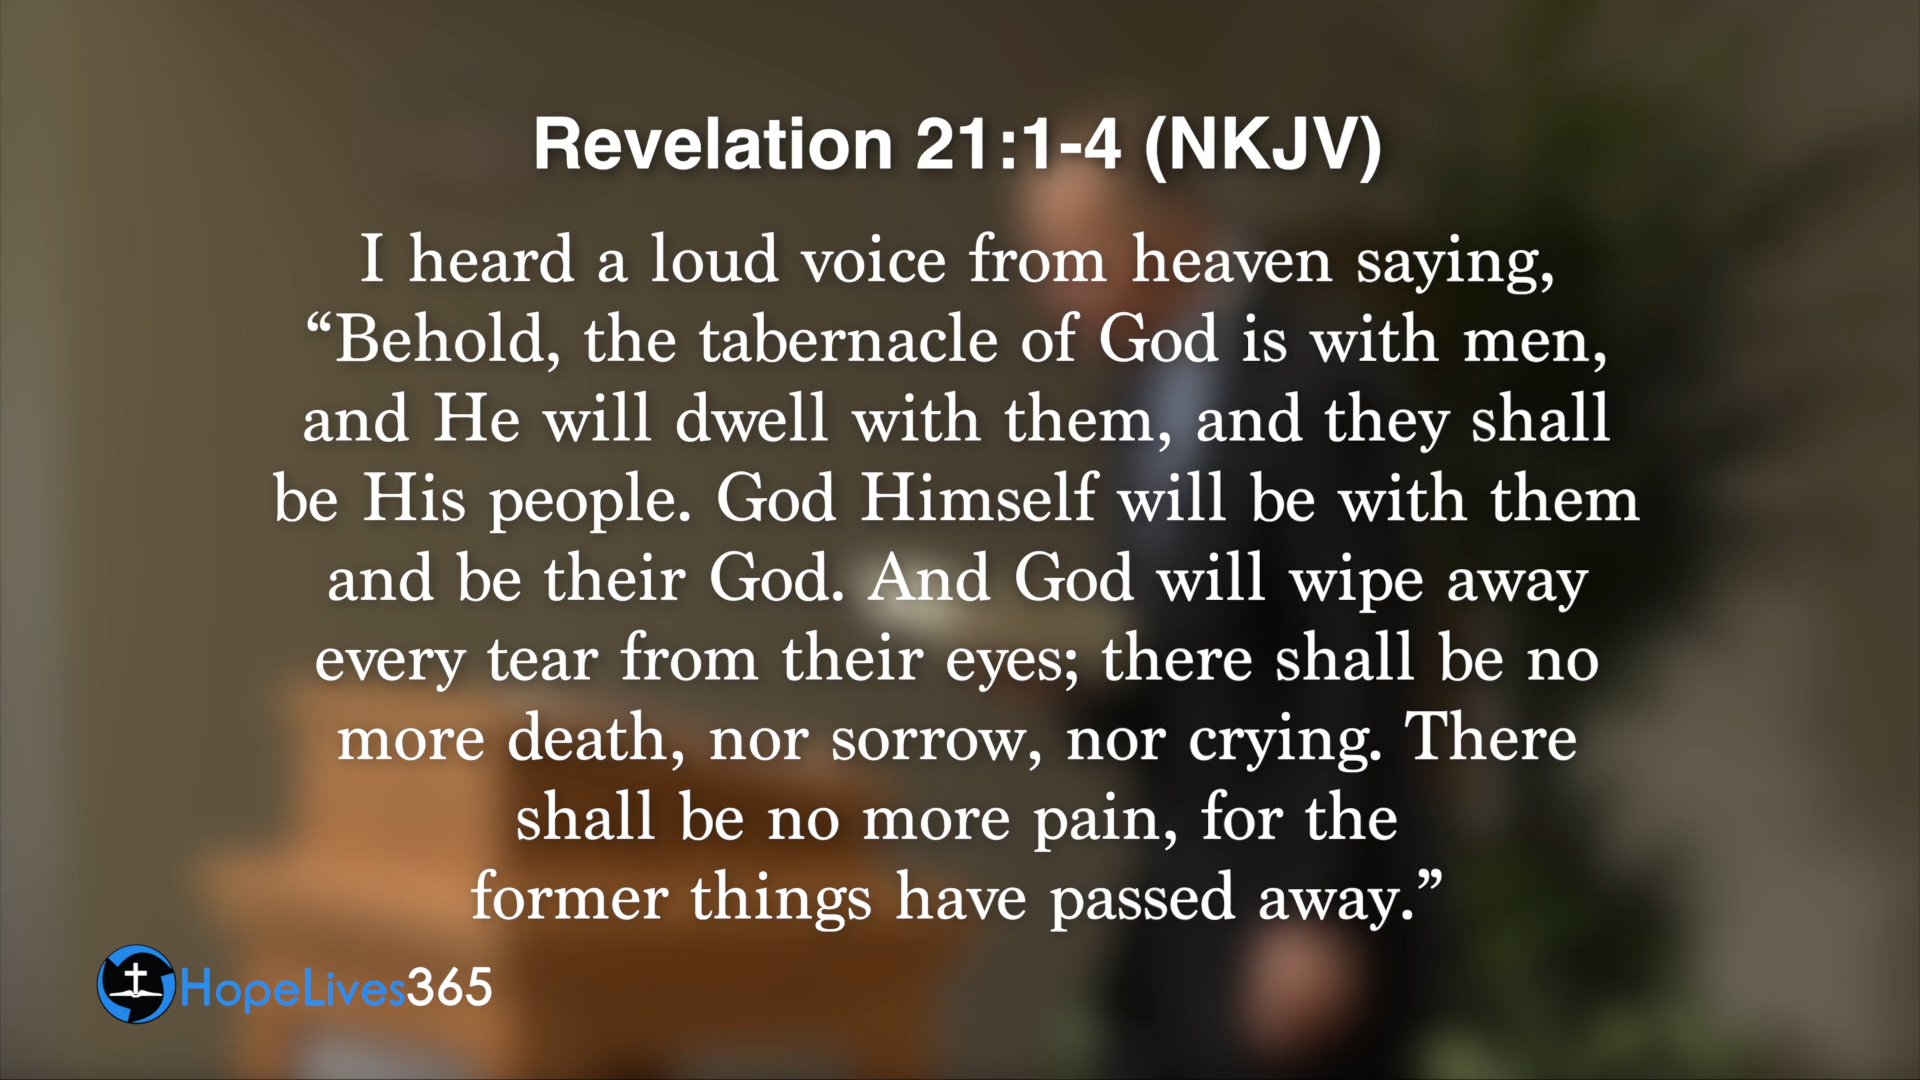 Revelation 21:1-4 (NKJV)
I heard a loud voice from heaven saying,
“Behold, the tabernacle of God is with men,
and He will dwell with them, and they shall
be His people. God Himself will be with them
and be their God. And God will wipe away
every tear from their eyes; there shall be no
more death, nor sorrow, nor crying. There
shall be no more pain, for the
former things have passed away.”
HopeLives365